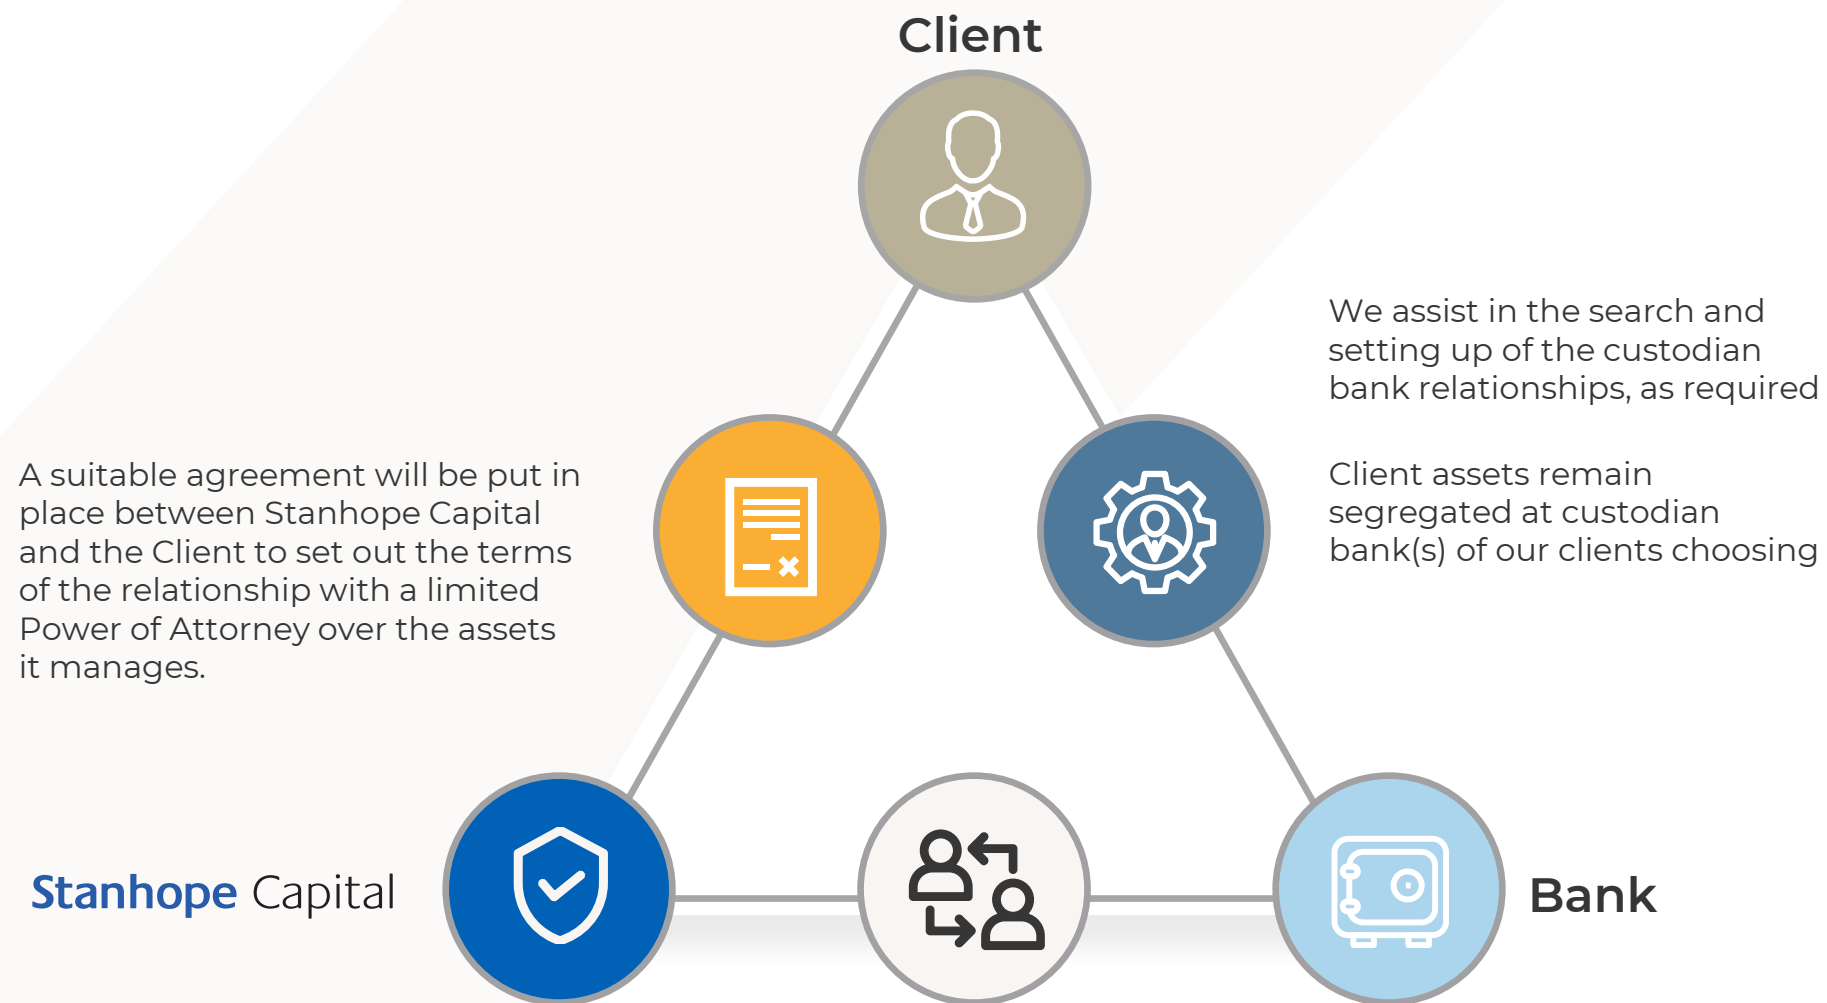 Client
We assist in the search and
setting up of the custodian
bank relationships, as required
Client assets remain
segregated at custodian
bank(s) of our clients choosing
A suitable agreement will be put in
place between Stanhope Capital
and the Client to set out the terms
of the relationship with a limited
Power of Attorney over the assets
it manages.
Stanhope Capital
Bank